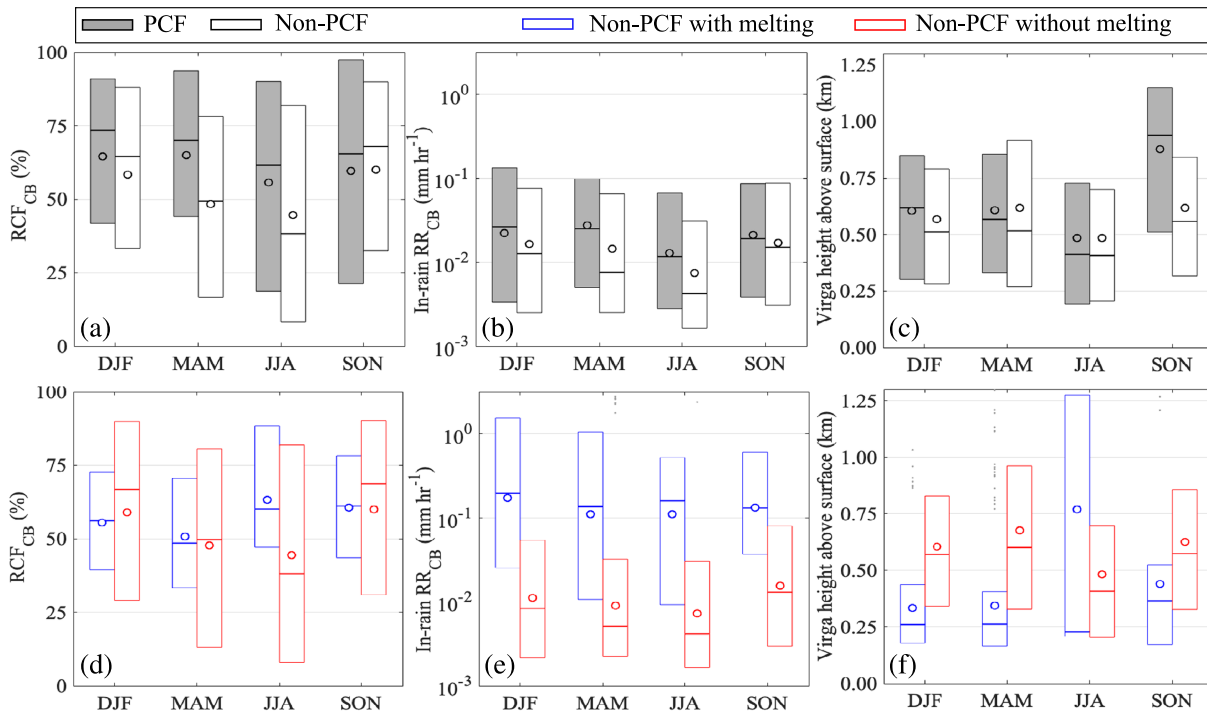 PCF Non-PCF Non-PCF with melting Non-PCF without melting
RCF_CB (%)
100
75
50
25
0
(a)
DJF MAM JJA SON
In-rain RR_CB (mm hr⁻¹)
10⁰
10⁻¹
10⁻²
10⁻³
(b)
DJF MAM JJA SON
Virga height above surface (km)
1.25
1.00
0.75
0.50
0.25
0.00
(c)
DJF MAM JJA SON
RCF_CB (%)
100
75
50
25
0
(d)
DJF MAM JJA SON
In-rain RR_CB (mm hr⁻¹)
10⁰
10⁻¹
10⁻²
10⁻³
(e)
DJF MAM JJA SON
Virga height above surface (km)
1.25
1.00
0.75
0.50
0.25
0.00
(f)
DJF MAM JJA SON